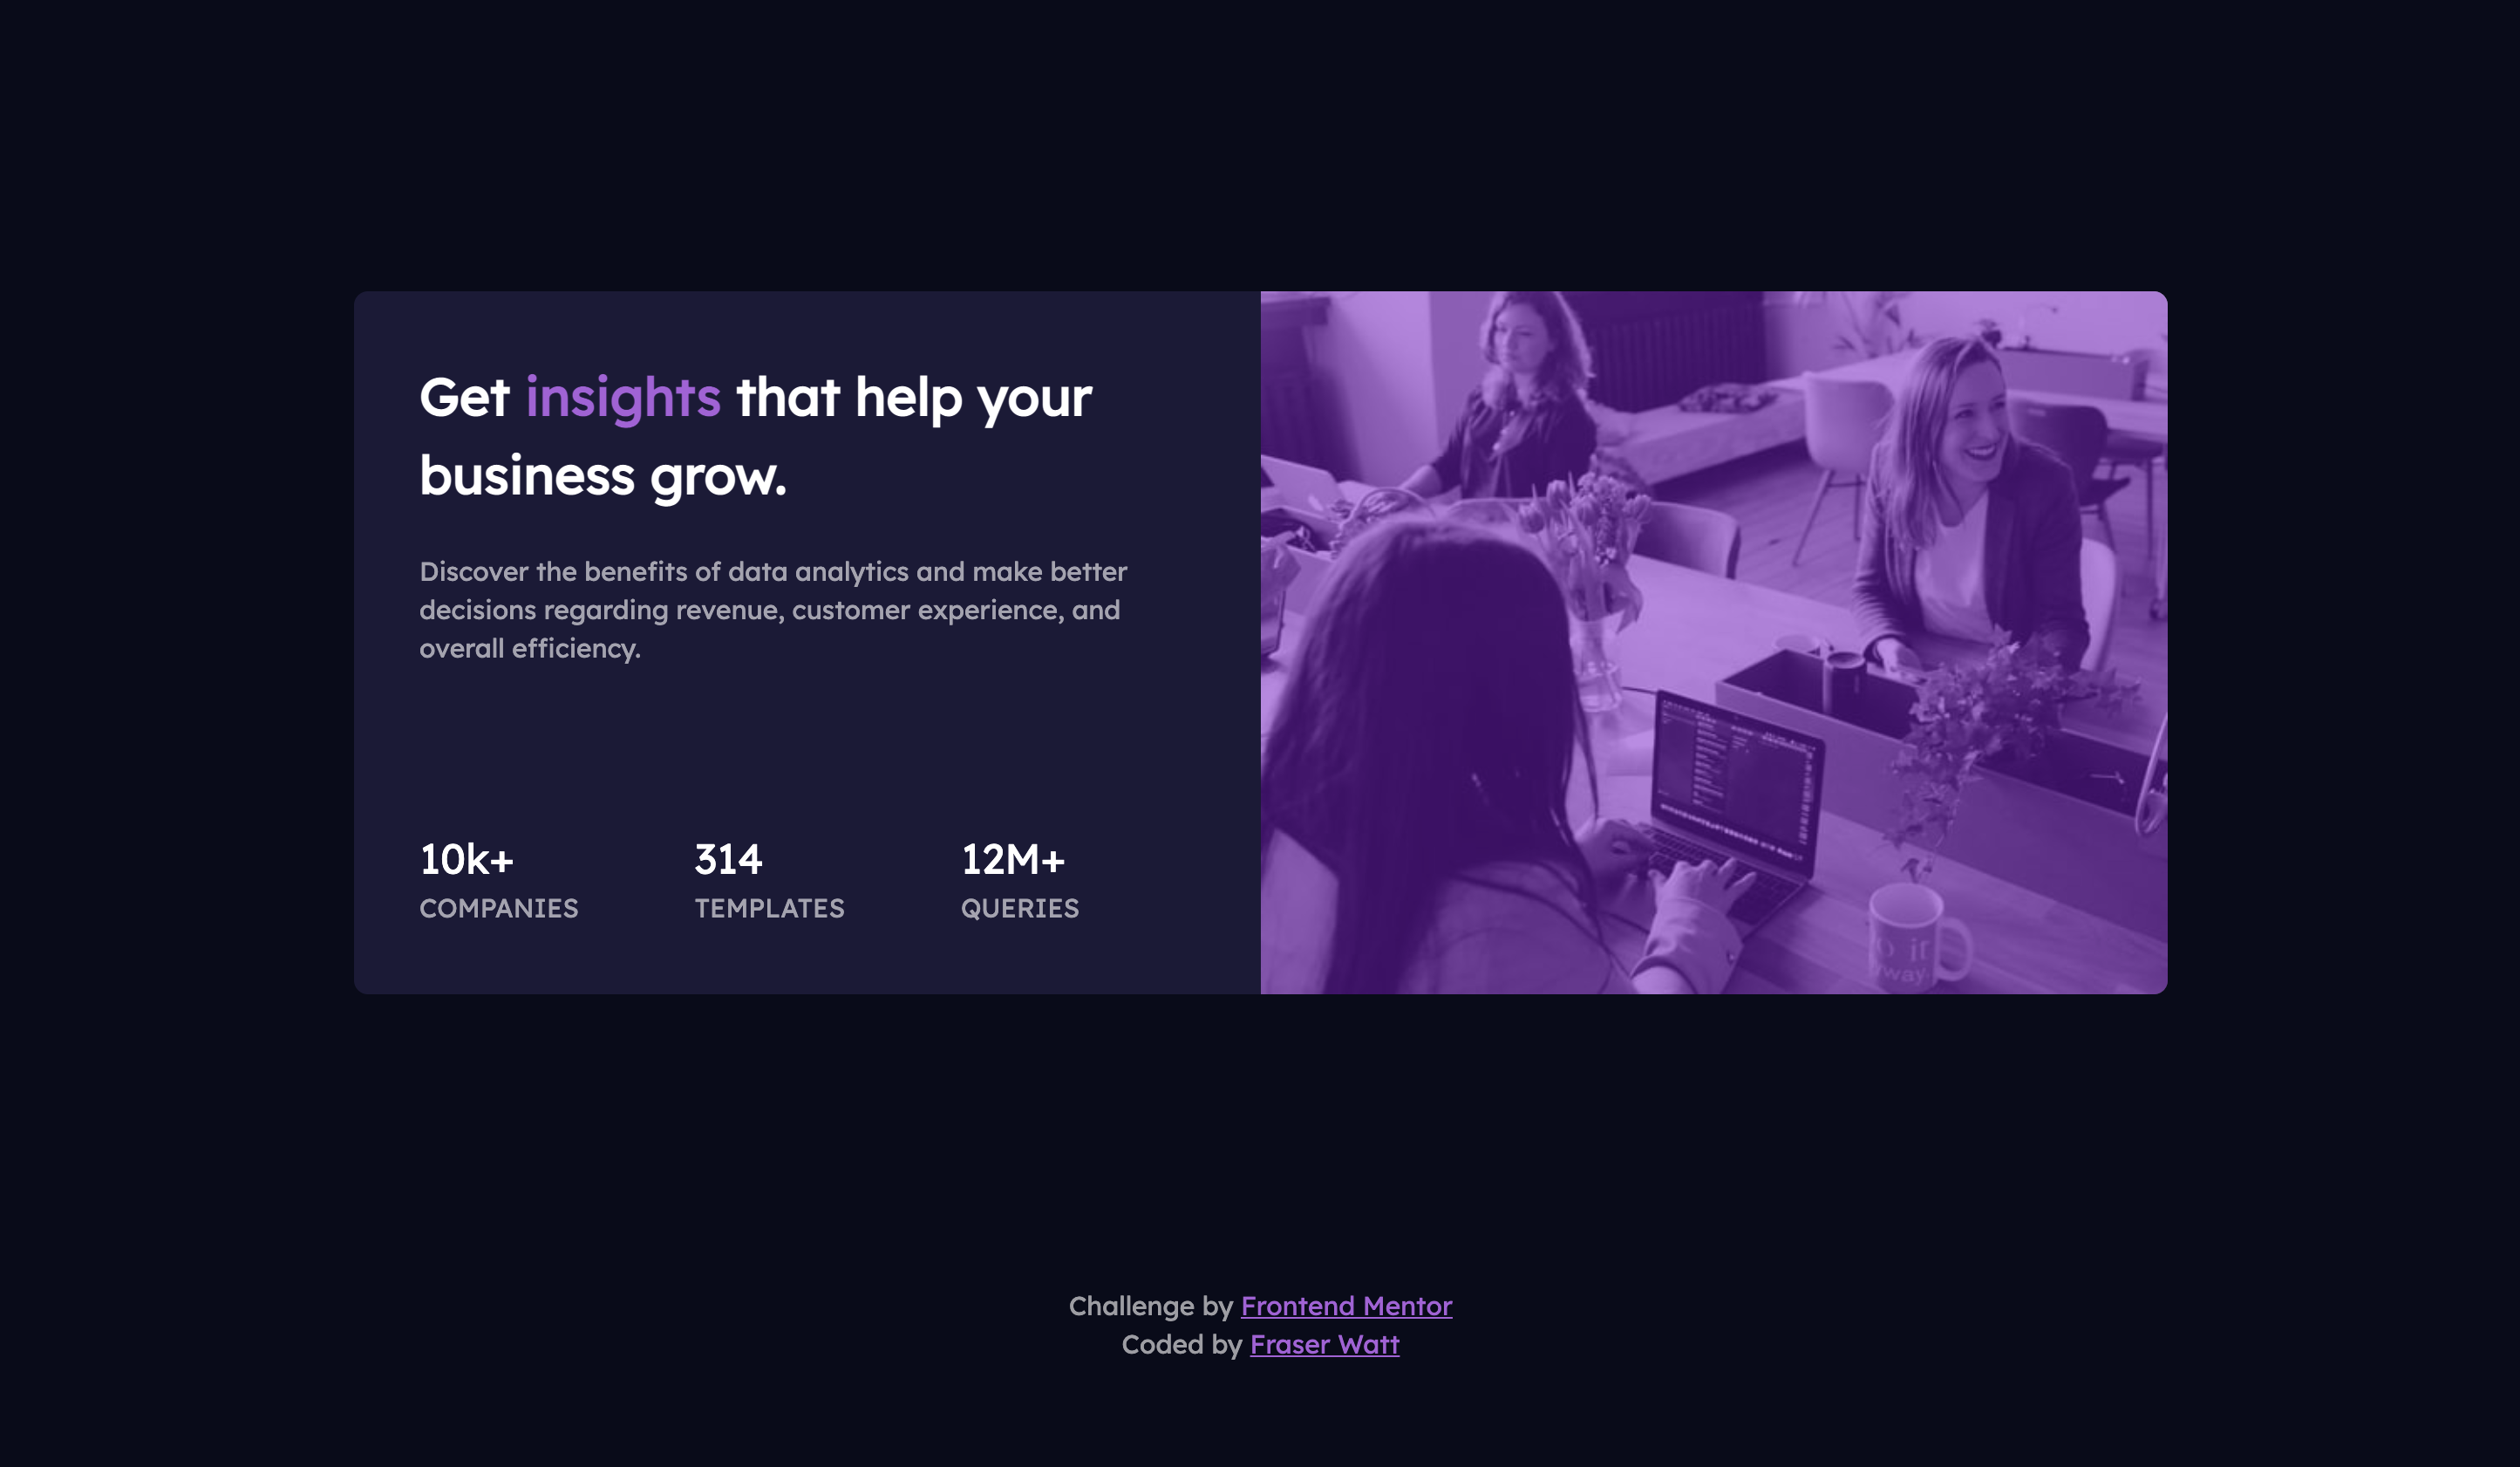 Get insights that help your
business grow.
Discover the benefits of data analytics and make better
decisions regarding revenue, customer experience, and
overall efficiency.
10k+ 314 12M+
COMPANIES TEMPLATES QUERIES
Challenge by Frontend Mentor
Coded by Fraser Watt